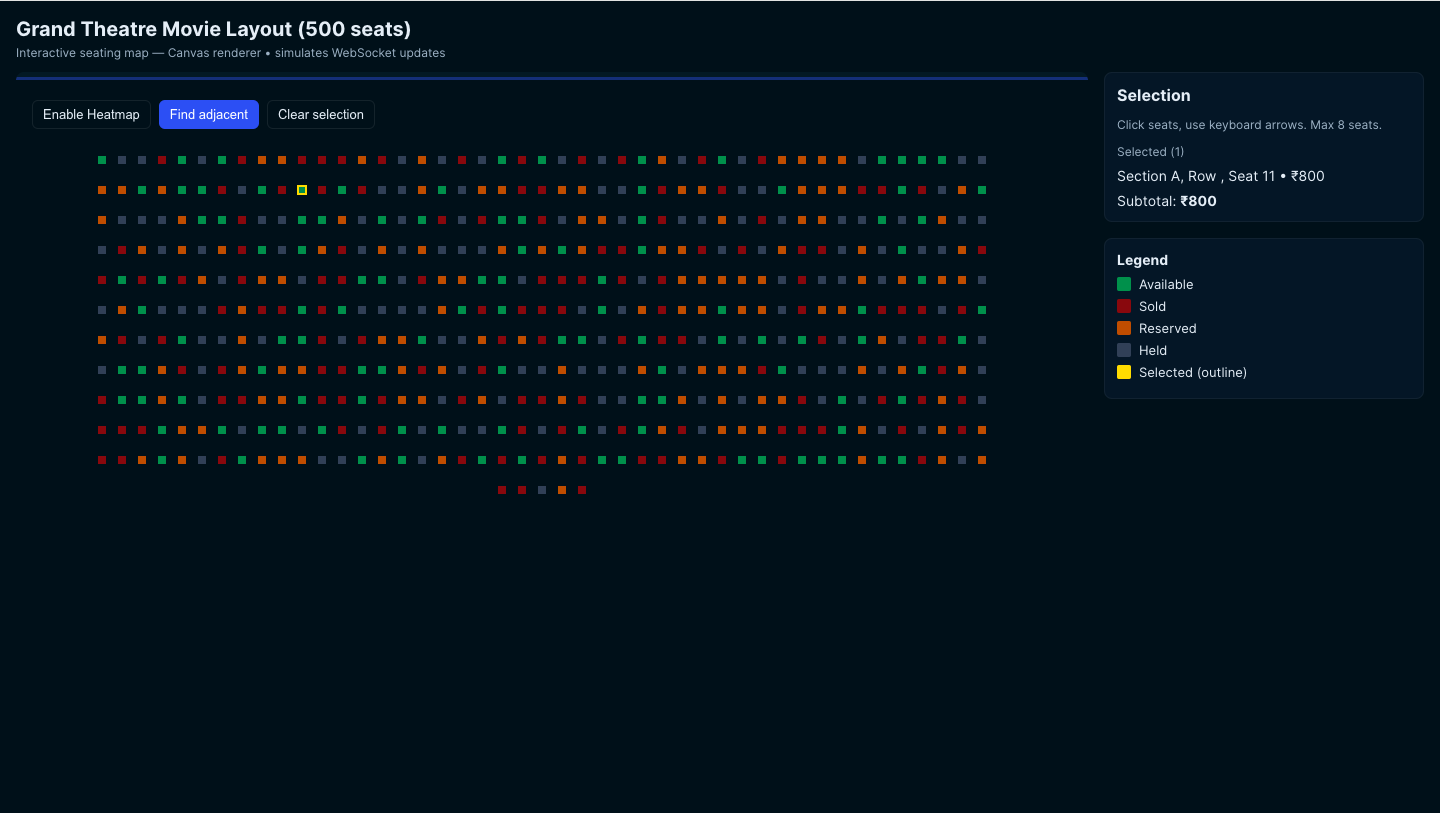 Grand Theatre Movie Layout (500 seats)
Interactive seating map — Canvas renderer • simulates WebSocket updates
Enable Heatmap
Find adjacent
Clear selection
Selection
Click seats, use keyboard arrows. Max 8 seats.
Selected (1)
Section A, Row , Seat 11 • ₹800
Subtotal: ₹800
Legend
Available
Sold
Reserved
Held
Selected (outline)